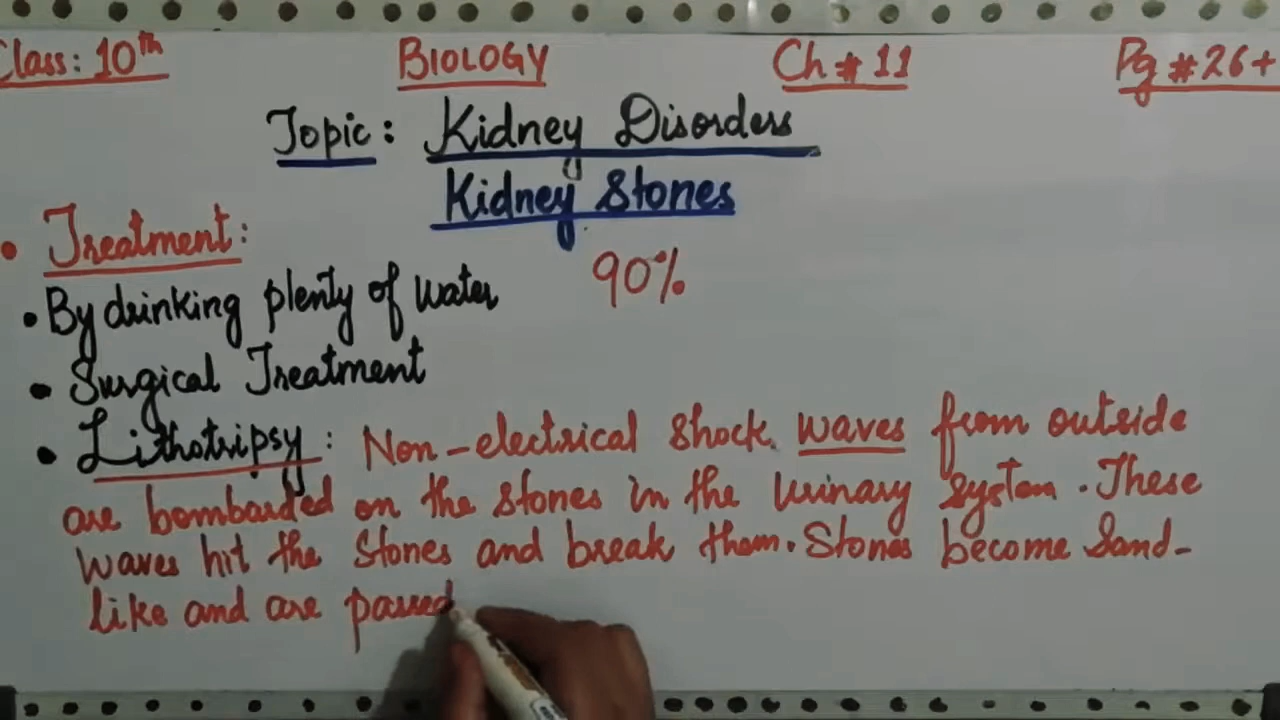 Class: 10th BIOLOGY Ch # 11 Pg # 26+
Topic: Kidney Disorders
Kidney Stones
• Treatment:
90%
• By drinking plenty of water
• Surgical Treatment
• Lithotripsy: Non-electrical shock waves from outside
are bombarded on the stones in the urinary system. These
waves hit the stones and break them. Stones become sand-
like and are passed